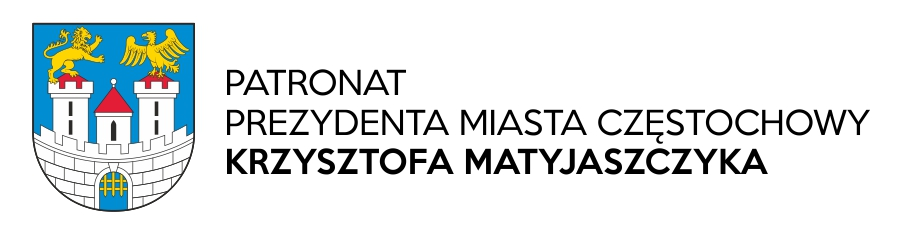 PATRONAT
PREZYDENTA MIASTA CZĘSTOCHOWY
KRZYSZTOFA MATYJASZCZYKA